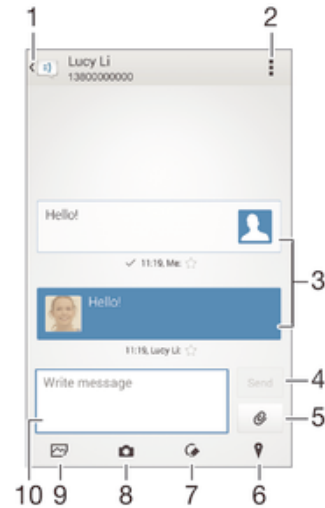 1
2
Lucy Li
13800000000
Hello!
11:19, Me:
3
Hello!
11:19, Lucy Li:
Write message
Send
4
5
10
9
8
7
6